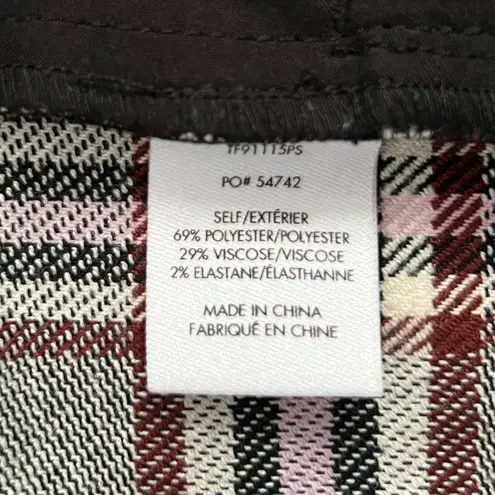 TF91115PS
PO# 54742
SELF/EXTÉRIER
69% POLYESTER/POLYESTER
29% VISCOSE/VISCOSE
2% ELASTANE/ÉLASTHANNE
MADE IN CHINA
FABRIQUÉ EN CHINE